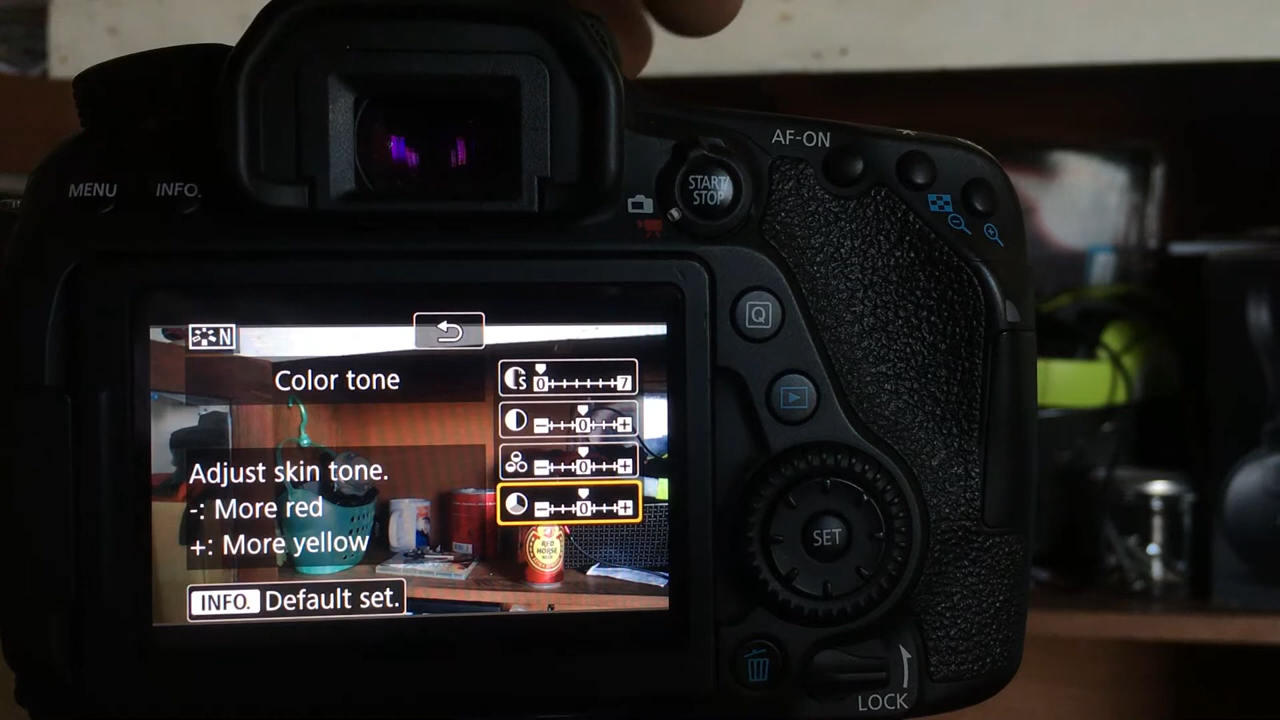 AF-ON
MENU
INFO.
START/
STOP
Q
N
Color tone
S 0 7
0
Adjust skin tone.
0
-: More red
0
+: More yellow
RED
HORSE
SET
INFO. Default set.
LOCK